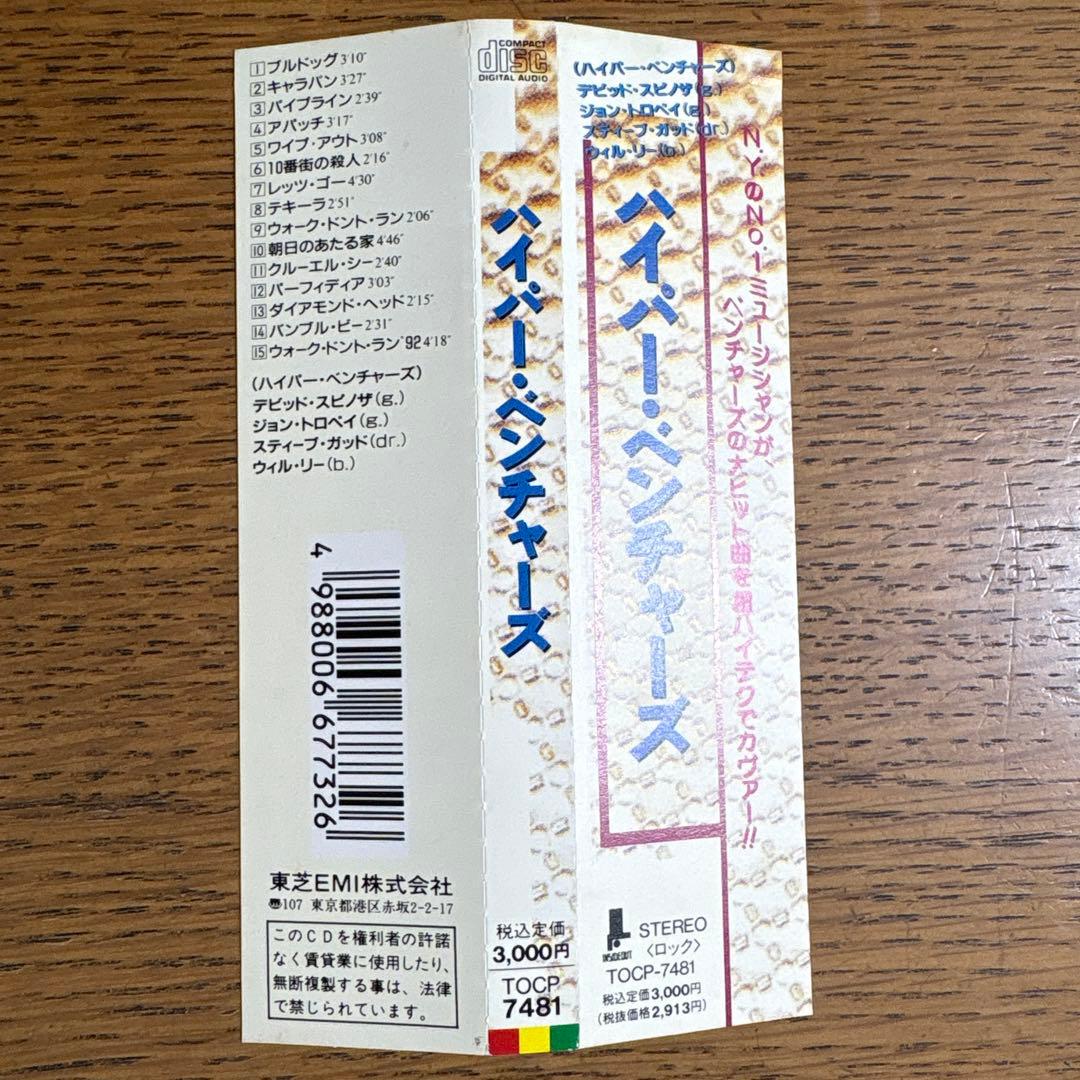 1 ブルドッグ 3'10"
2 キャラバン 3'27"
3 パイプライン 2'39"
4 アパッチ 3'17"
5 ワイプ・アウト 3'08"
6 10番街の殺人 2'16"
7 レッツ・ゴー 4'30"
8 テキーラ 2'51"
9 ウォーク・ドント・ラン 2'06"
10 朝日のあたる家 4'46"
11 クルーエル・シー 2'40"
12 パーフィディア 3'03"
13 ダイアモンド・ヘッド 2'15"
14 バンブル・ビー 2'31"
15 ウォーク・ドント・ラン'92 4'18"
(ハイパー・ベンチャーズ)
デビッド・スピノザ(g.)
ジョン・トロペイ(g.)
スティーブ・ガッド(dr.)
ウィル・リー(b.)
4 988006 677326
東芝EMI株式会社
107 東京都港区赤坂2-2-17
このCDを権利者の許諾
なく賃貸業に使用したり、
無断複製する事は、法律
で禁じられています。
COMPACT
disc
DIGITAL AUDIO
ハイパー・ベンチャーズ
税込定価
3,000円
TOCP
7481
(ハイパー・ベンチャーズ)
デビッド・スピノザ(g.)
ジョン・トロペイ(g.)
スティーブ・ガッド(dr.)
ウィル・リー(b.)
N.Y.のNo.1ミュージシャンが、
ベンチャーズの大ヒット曲を超ハイテクでカヴァー!!
ハイパー・ベンチャーズ
INSIDEOUT
STEREO
〈ロック〉
TOCP-7481
税込定価3,000円
(税抜価格2,913円)